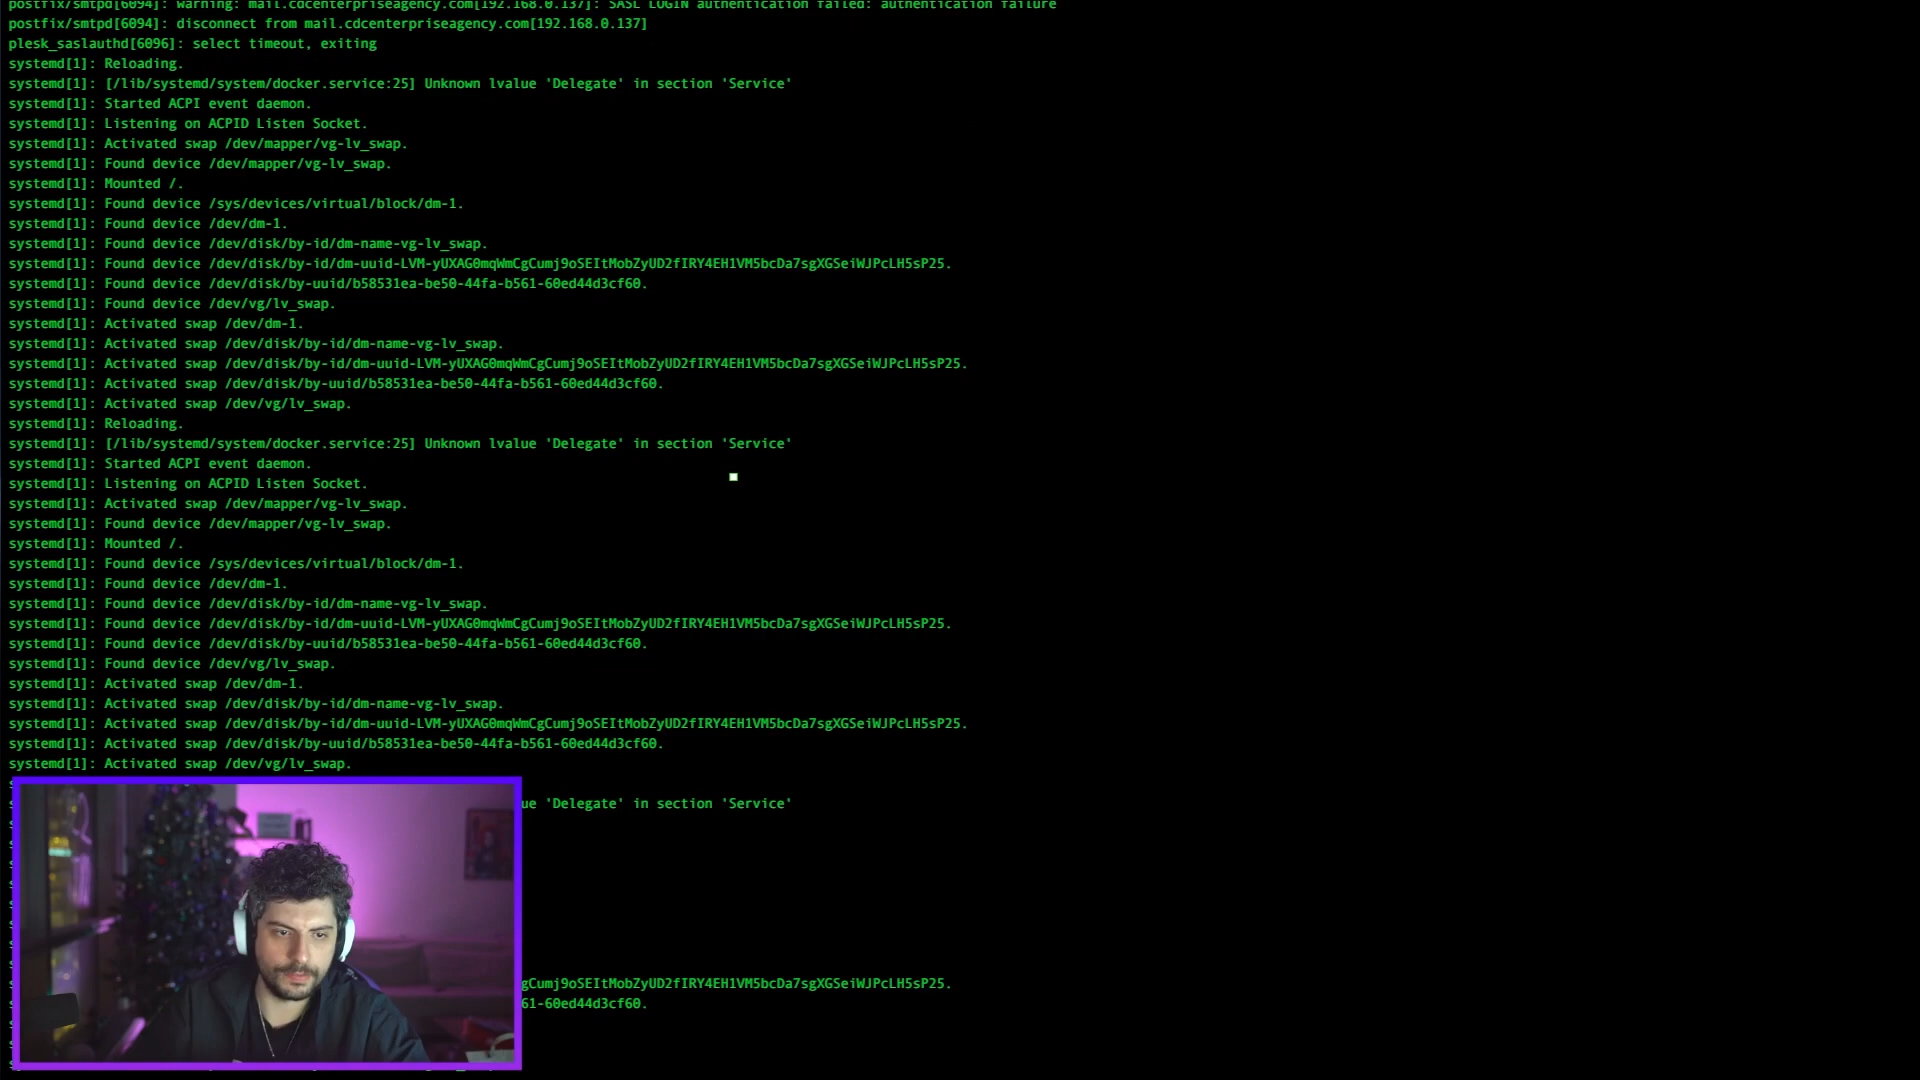 postfix/smtpd[6094]: warning: mail.cdcenterpriseagency.com[192.168.0.137]: SASL LOGIN authentication failed: authentication failure
postfix/smtpd[6094]: disconnect from mail.cdcenterpriseagency.com[192.168.0.137]
plesk_saslauthd[6096]: select timeout, exiting
systemd[1]: Reloading.
systemd[1]: [/lib/systemd/system/docker.service:25] Unknown lvalue 'Delegate' in section 'Service'
systemd[1]: Started ACPI event daemon.
systemd[1]: Listening on ACPID Listen Socket.
systemd[1]: Activated swap /dev/mapper/vg-lv_swap.
systemd[1]: Found device /dev/mapper/vg-lv_swap.
systemd[1]: Mounted /.
systemd[1]: Found device /sys/devices/virtual/block/dm-1.
systemd[1]: Found device /dev/dm-1.
systemd[1]: Found device /dev/disk/by-id/dm-name-vg-lv_swap.
systemd[1]: Found device /dev/disk/by-id/dm-uuid-LVM-yUXAG0mqWmCgCumj9oSEItMobZyUD2fIRY4EH1VM5bcDa7sgXGSeiWJPcLH5sP25.
systemd[1]: Found device /dev/disk/by-uuid/b58531ea-be50-44fa-b561-60ed44d3cf60.
systemd[1]: Found device /dev/vg/lv_swap.
systemd[1]: Activated swap /dev/dm-1.
systemd[1]: Activated swap /dev/disk/by-id/dm-name-vg-lv_swap.
systemd[1]: Activated swap /dev/disk/by-id/dm-uuid-LVM-yUXAG0mqWmCgCumj9oSEItMobZyUD2fIRY4EH1VM5bcDa7sgXGSeiWJPcLH5sP25.
systemd[1]: Activated swap /dev/disk/by-uuid/b58531ea-be50-44fa-b561-60ed44d3cf60.
systemd[1]: Activated swap /dev/vg/lv_swap.
systemd[1]: Reloading.
systemd[1]: [/lib/systemd/system/docker.service:25] Unknown lvalue 'Delegate' in section 'Service'
systemd[1]: Started ACPI event daemon.
systemd[1]: Listening on ACPID Listen Socket.
systemd[1]: Activated swap /dev/mapper/vg-lv_swap.
systemd[1]: Found device /dev/mapper/vg-lv_swap.
systemd[1]: Mounted /.
systemd[1]: Found device /sys/devices/virtual/block/dm-1.
systemd[1]: Found device /dev/dm-1.
systemd[1]: Found device /dev/disk/by-id/dm-name-vg-lv_swap.
systemd[1]: Found device /dev/disk/by-id/dm-uuid-LVM-yUXAG0mqWmCgCumj9oSEItMobZyUD2fIRY4EH1VM5bcDa7sgXGSeiWJPcLH5sP25.
systemd[1]: Found device /dev/disk/by-uuid/b58531ea-be50-44fa-b561-60ed44d3cf60.
systemd[1]: Found device /dev/vg/lv_swap.
systemd[1]: Activated swap /dev/dm-1.
systemd[1]: Activated swap /dev/disk/by-id/dm-name-vg-lv_swap.
systemd[1]: Activated swap /dev/disk/by-id/dm-uuid-LVM-yUXAG0mqWmCgCumj9oSEItMobZyUD2fIRY4EH1VM5bcDa7sgXGSeiWJPcLH5sP25.
systemd[1]: Activated swap /dev/disk/by-uuid/b58531ea-be50-44fa-b561-60ed44d3cf60.
systemd[1]: Activated swap /dev/vg/lv_swap.
ue 'Delegate' in section 'Service'
gCumj9oSEItMobZyUD2fIRY4EH1VM5bcDa7sgXGSeiWJPcLH5sP25.
61-60ed44d3cf60.